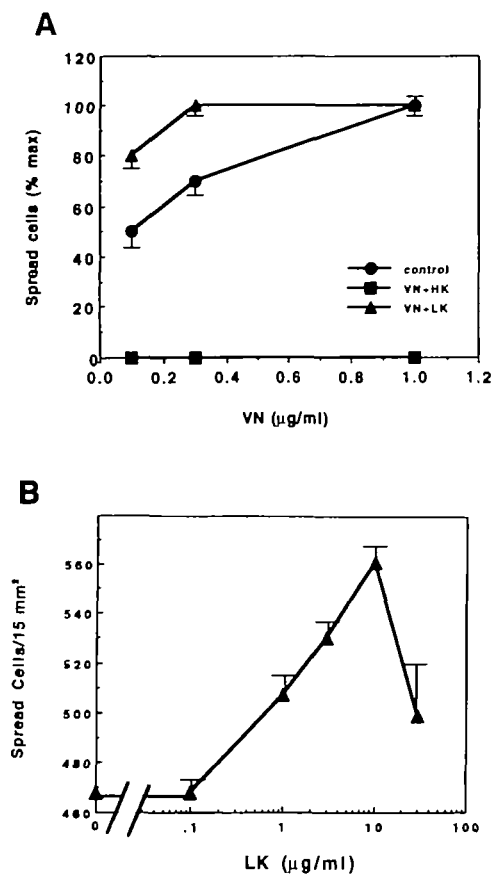 A
120
100
80
60
40
20
0
Spread cells (% max)
control
VN+HK
VN+LK
0.0 0.2 0.4 0.6 0.8 1.0 1.2
VN (µg/ml)
B
560
540
520
500
480
460
Spread Cells/15 mm²
0 .1 1 10 100
LK (µg/ml)